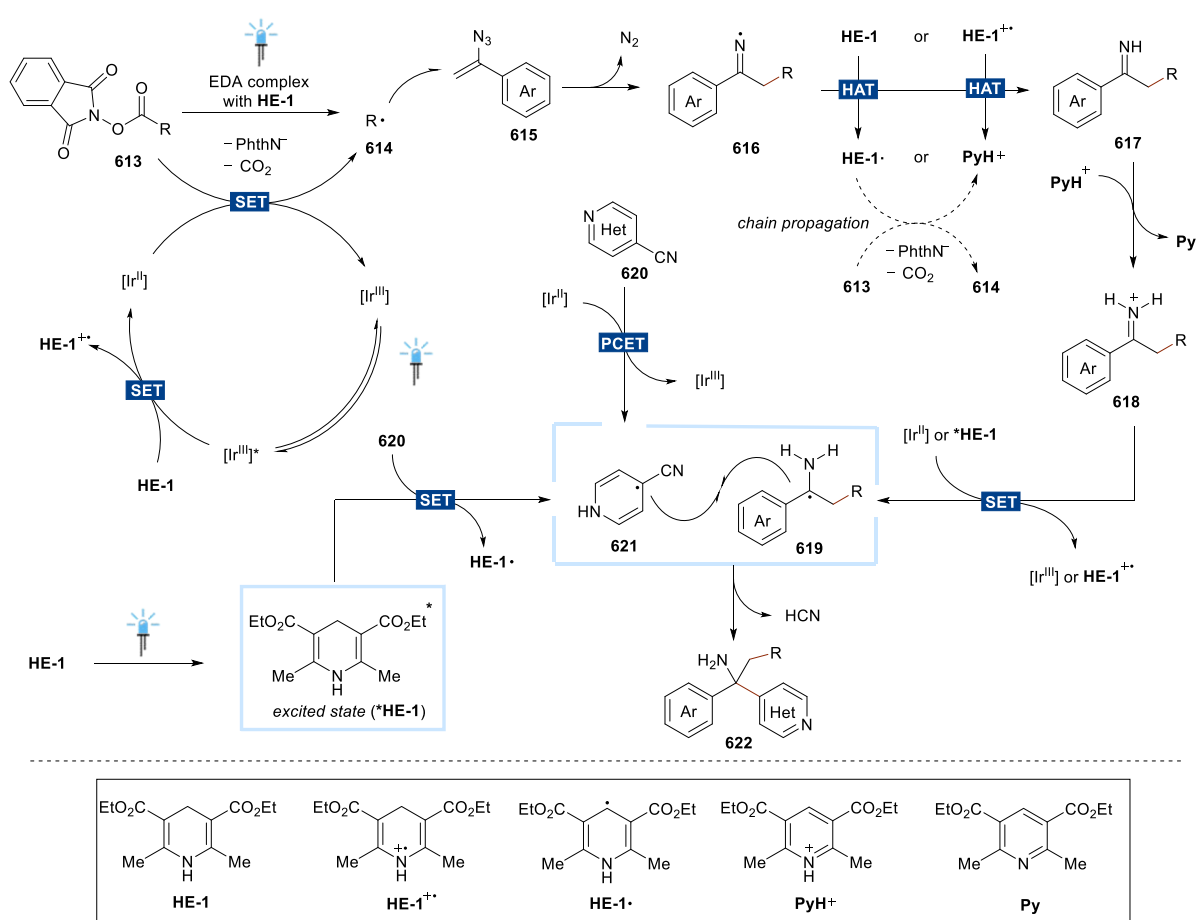 N₃
N₂
N•
R
Ar
616
HE-1 or HE-1⁺•
HAT HAT
HE-1• or PyH⁺
NH
R
Ar
617
O
N
O
O
O
R
613
EDA complex
with HE-1
– PhthN⁻
– CO₂
R•
614
Ar
615
SET
[Irᴵᴵ]
[Irᴵᴵᴵ]
HE-1⁺•
SET
HE-1
[Irᴵᴵᴵ]*
chain propagation
– PhthN⁻
– CO₂
613 614
PyH⁺
Py
N
Het
CN
620
[Irᴵᴵ]
PCET
[Irᴵᴵᴵ]
H + H
N
R
Ar
618
620
SET
HE-1•
CN
•
HN
621
H H
N
•
R
Ar
619
[Irᴵᴵ] or *HE-1
SET
[Irᴵᴵᴵ] or HE-1⁺•
HE-1
EtO₂C CO₂Et *
Me N Me
H
excited state (*HE-1)
HCN
H₂N R
Ar Het
N
622
EtO₂C CO₂Et
Me N Me
H
HE-1
EtO₂C CO₂Et
+•
Me N Me
H
HE-1⁺•
EtO₂C • CO₂Et
Me N Me
H
HE-1•
EtO₂C CO₂Et
+
Me N Me
H
PyH⁺
EtO₂C CO₂Et
Me N Me
Py